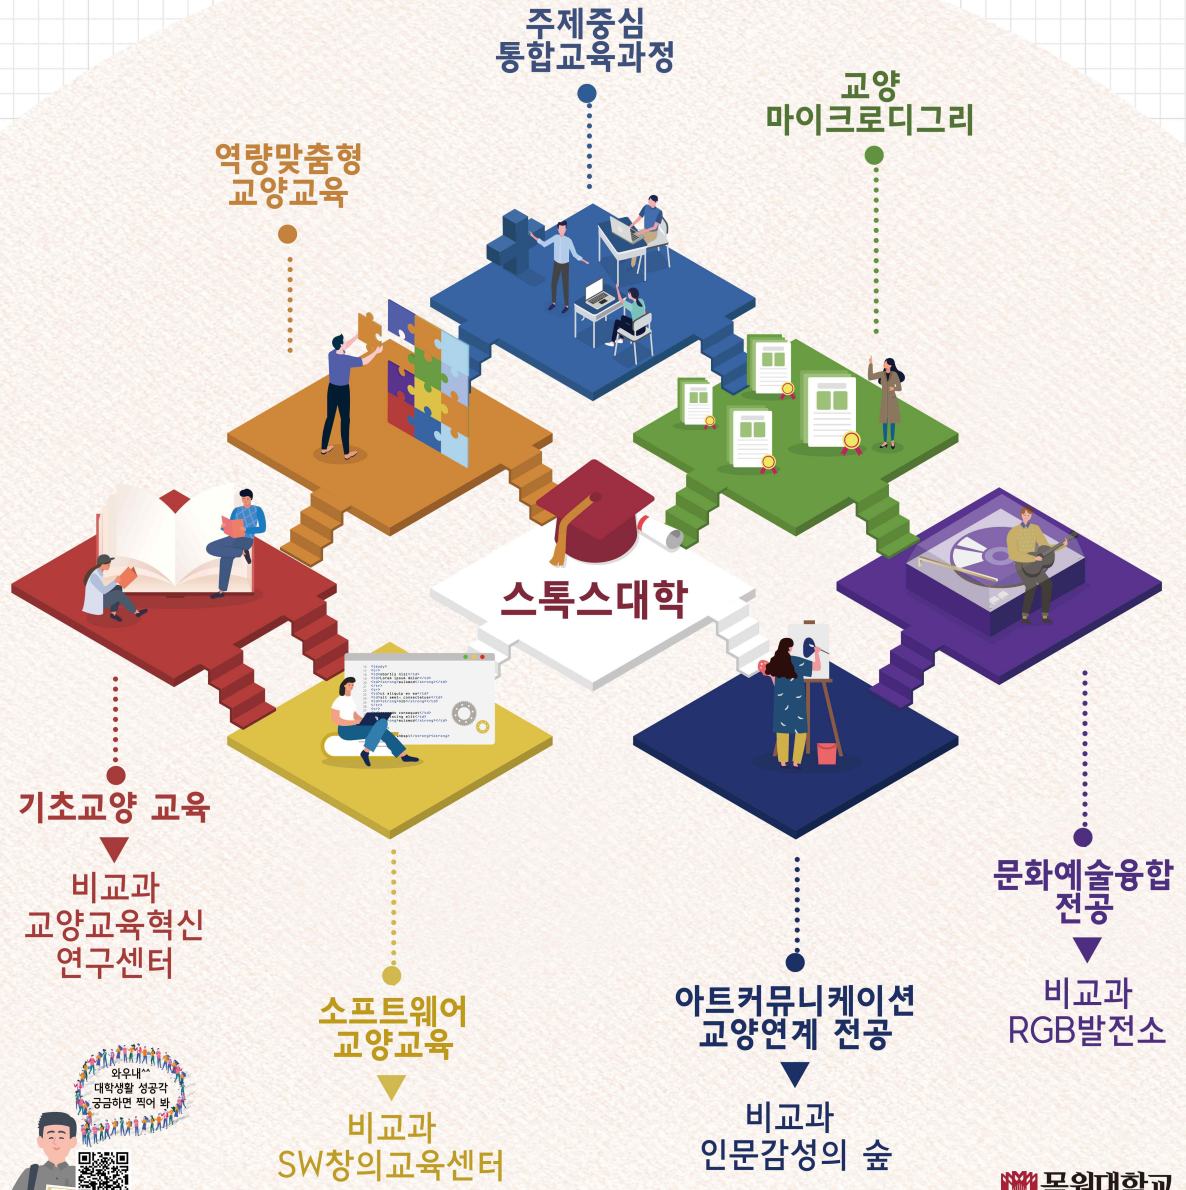 주제중심
통합교육과정
교양
마이크로디그리
역량맞춤형
교양교육
스톡스대학
기초교양 교육
비교과
교양교육혁신
연구센터
문화예술융합
전공
비교과
RGB발전소
소프트웨어
교양교육
비교과
SW창의교육센터
아트커뮤니케이션
교양연계 전공
비교과
인문감성의 숲
와우내^^
대학생활 성공각
궁금하면 찍어 봐
목원대학교